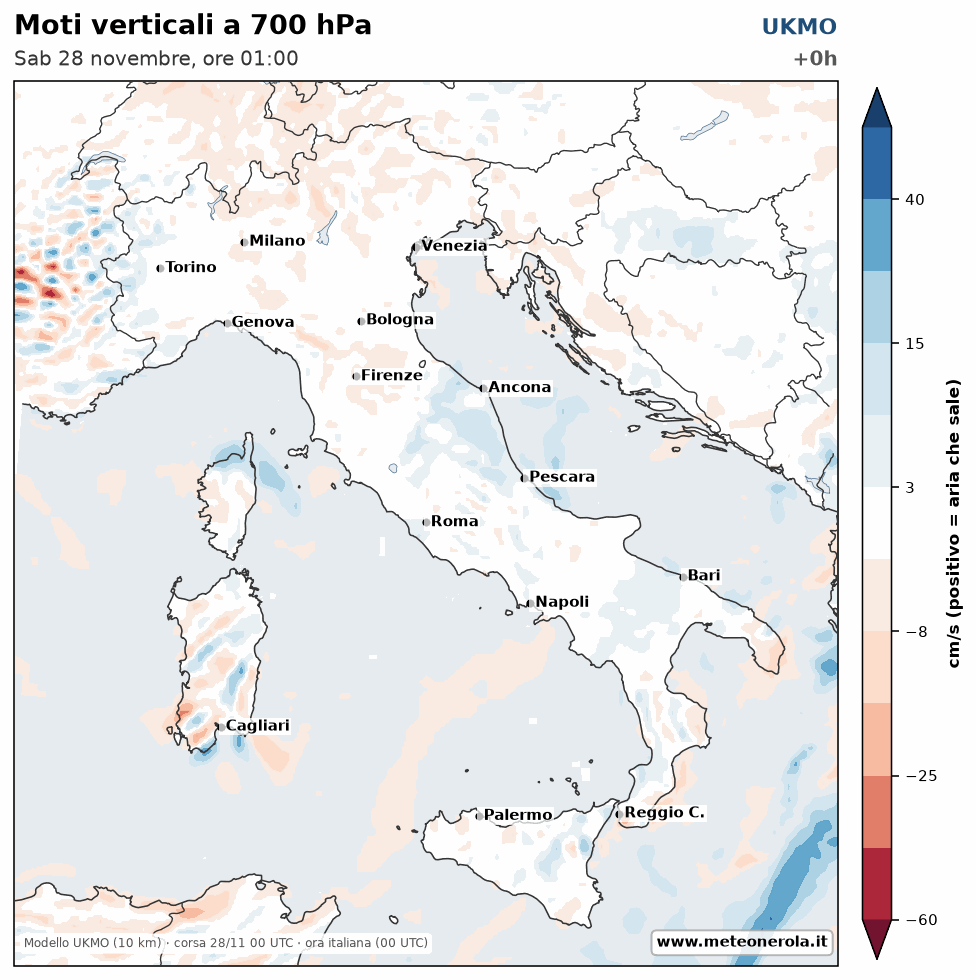 Moti verticali a 700 hPa
UKMO
Sab 28 novembre, ore 01:00
+0h
Milano
Venezia
Torino
Genova
Bologna
Firenze
Ancona
Pescara
Roma
Bari
Napoli
Cagliari
Palermo
Reggio C.
40
15
3
−8
−25
−60
cm/s (positivo = aria che sale)
Modello UKMO (10 km) · corsa 28/11 00 UTC · ora italiana (00 UTC)
www.meteonerola.it